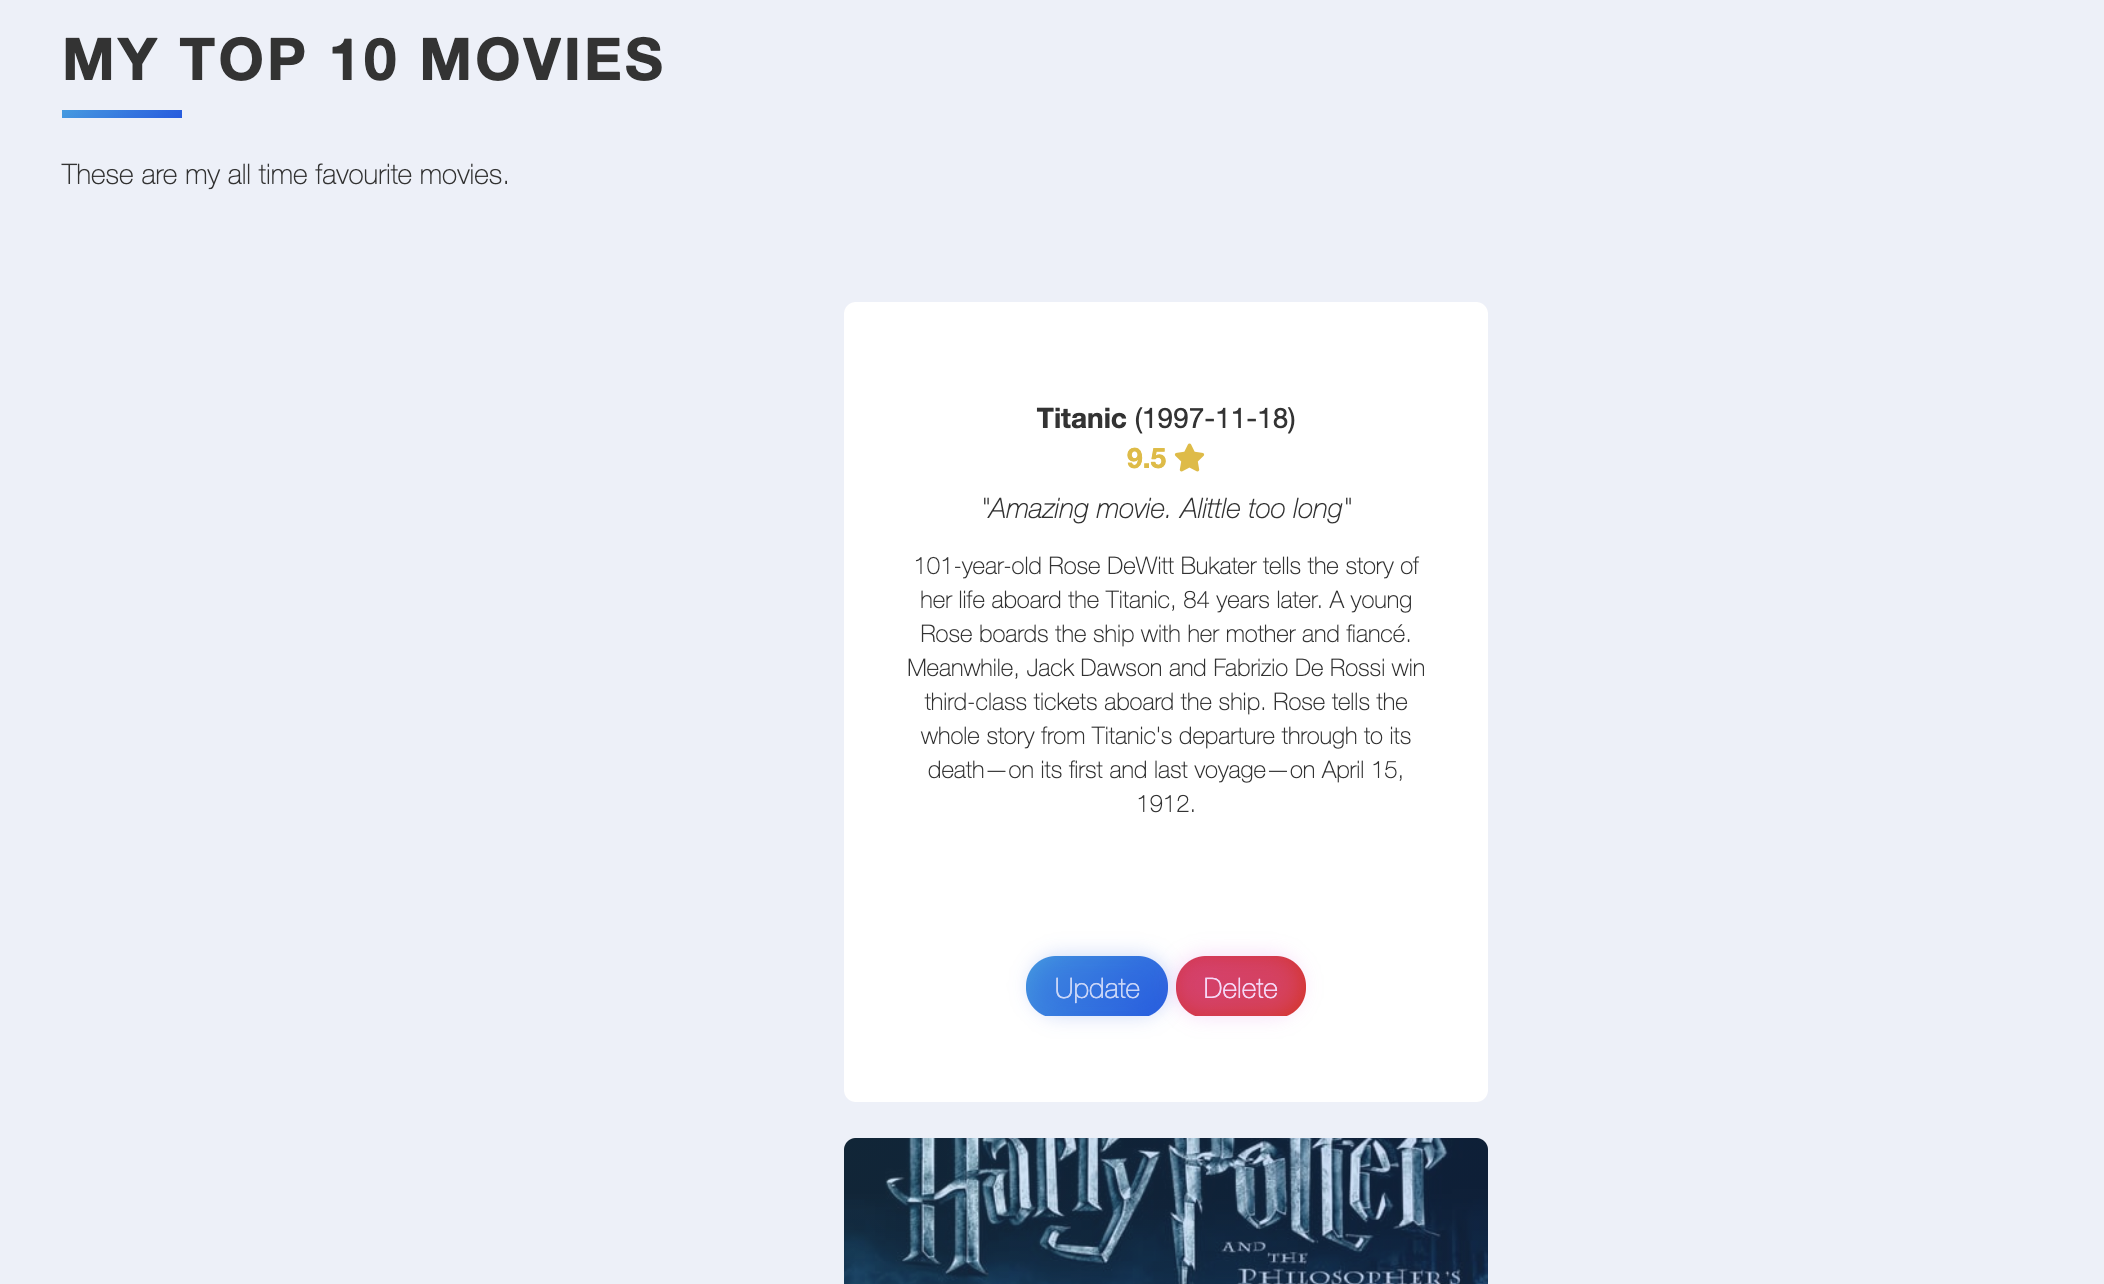 MY TOP 10 MOVIES
These are my all time favourite movies.
Titanic (1997-11-18)
9.5
"Amazing movie. Alittle too long"
101-year-old Rose DeWitt Bukater tells the story of
her life aboard the Titanic, 84 years later. A young
Rose boards the ship with her mother and fiancé.
Meanwhile, Jack Dawson and Fabrizio De Rossi win
third-class tickets aboard the ship. Rose tells the
whole story from Titanic's departure through to its
death—on its first and last voyage—on April 15,
1912.
Update Delete
Harry Potter
AND
THE
PHILOSOPHER'S